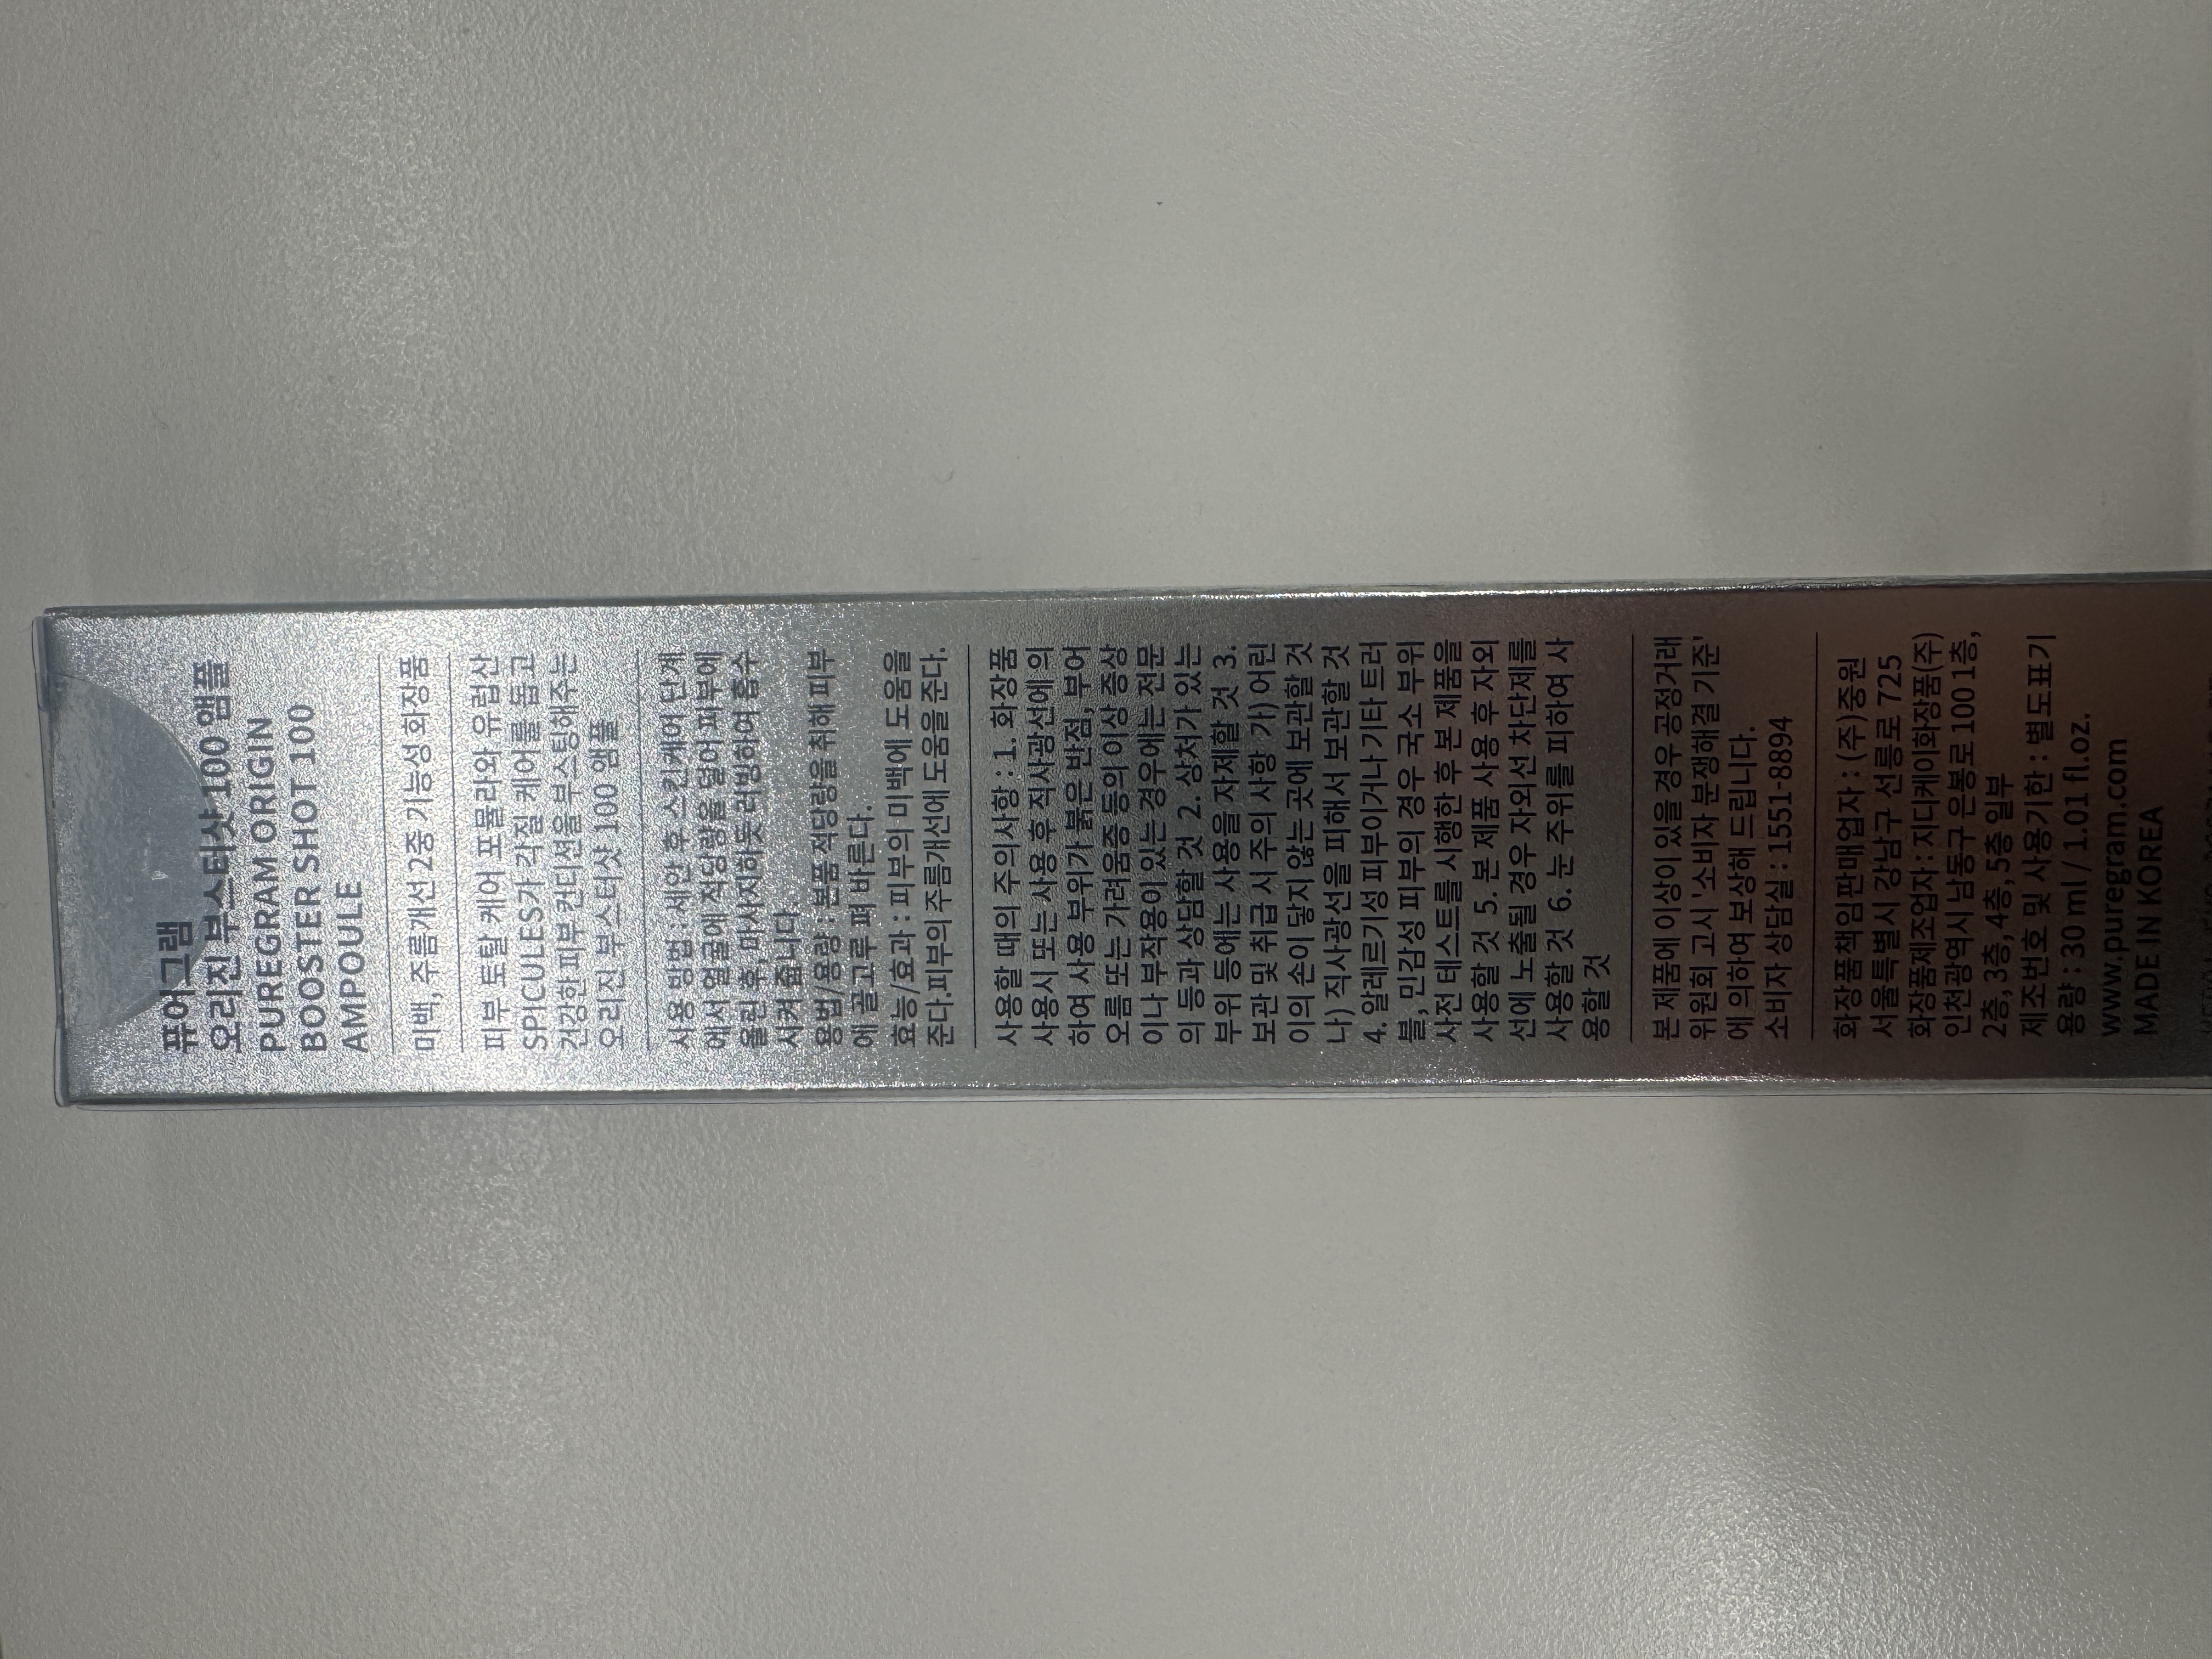 퓨어그램
오리진 부스터샷 100 앰플
PUREGRAM ORIGIN
BOOSTER SHOT 100
AMPOULE
미백, 주름개선 2중 기능성 화장품
피부 토탈 케어 포뮬라와 유럽산
SPICULES가 각질 케어를 돕고
건강한 피부 컨디션을 부스팅해주는
오리진 부스터샷 100 앰플
사용 방법 : 세안 후 스킨케어 단계
에서 얼굴에 적당량을 덜어 피부에
올린 후, 마사지하듯 러빙하여 흡수
시켜 줍니다.
용법/용량 : 본품 적당량을 취해 피부
에 골고루 펴 바른다.
효능/효과 : 피부의 미백에 도움을
준다.피부의 주름개선에 도움을 준다.
사용할 때의 주의사항 : 1. 화장품
사용시 또는 사용 후 직사광선에 의
하여 사용 부위가 붉은 반점, 부어
오름 또는 가려움증 등의 이상 증상
이나 부작용이 있는 경우에는 전문
의 등과 상담할 것 2. 상처가 있는
부위 등에는 사용을 자제할 것 3.
보관 및 취급 시 주의 사항 가) 어린
이의 손이 닿지 않는 곳에 보관할 것
나) 직사광선을 피해서 보관할 것
4. 알레르기성 피부이거나 기타 트러
블, 민감성 피부의 경우 국소 부위
사전 테스트를 시행한 후 본 제품을
사용할 것 5. 본 제품 사용 후 자외
선에 노출될 경우 자외선 차단제를
사용할 것 6. 눈 주위를 피하여 사
용할 것
본 제품에 이상이 있을 경우 공정거래
위원회 고시 '소비자 분쟁해결 기준'
에 의하여 보상해 드립니다.
소비자 상담실 : 1551-8894
화장품책임판매업자 : (주)중원
서울특별시 강남구 선릉로 725
화장품제조업자 : 지디케이화장품(주)
인천광역시 남동구 은봉로 100 1층,
2층,3층,4층,5층 일부
제조번호 및 사용기한 : 별도표기
용량 : 30 ml / 1.01 fl.oz.
www.puregram.com
MADE IN KOREA